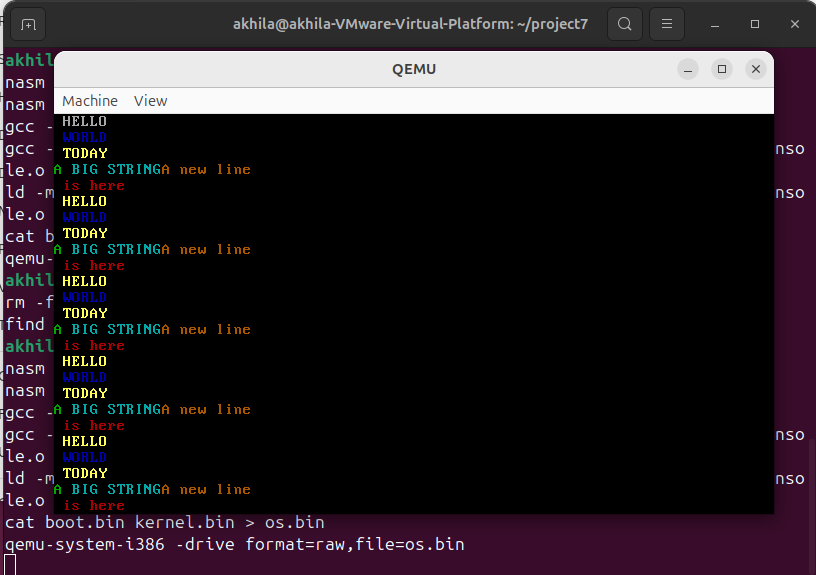 akhila@akhila-VMware-Virtual-Platform: ~/project7
akhil
QEMU
nasm
Machine View
nasm
HELLO
gcc -
WORLD
gcc - nso
TODAY
le.o
A BIG STRINGA new line
ld -m nso
is here
le.o
HELLO
WORLD
cat b
TODAY
A BIG STRINGA new line
qemu-
is here
akhil
HELLO
WORLD
rm -f
TODAY
find
A BIG STRINGA new line
akhil
is here
nasm
HELLO
WORLD
nasm
TODAY
gcc -
A BIG STRINGA new line
is here
gcc - nso
HELLO
le.o
WORLD
TODAY
ld -m nso
A BIG STRINGA new line
le.o
is here
cat boot.bin kernel.bin > os.bin
qemu-system-i386 -drive format=raw,file=os.bin